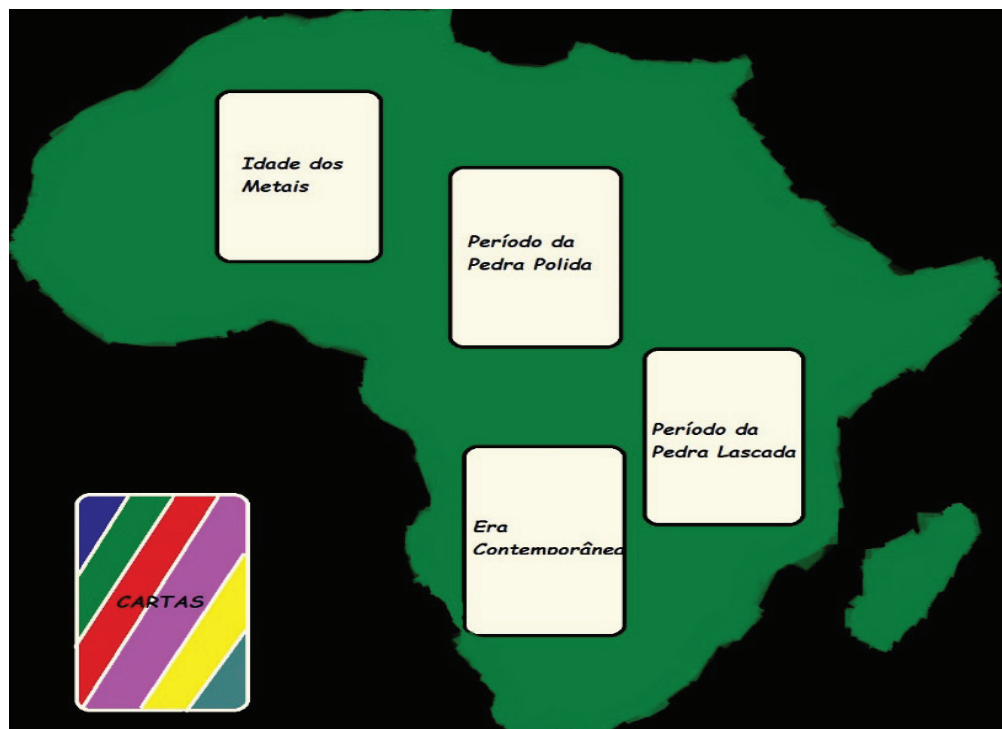 Idade dos
Metais
Período da
Pedra Polida
Período da
Pedra Lascada
Era
Contemporânea
CARTAS